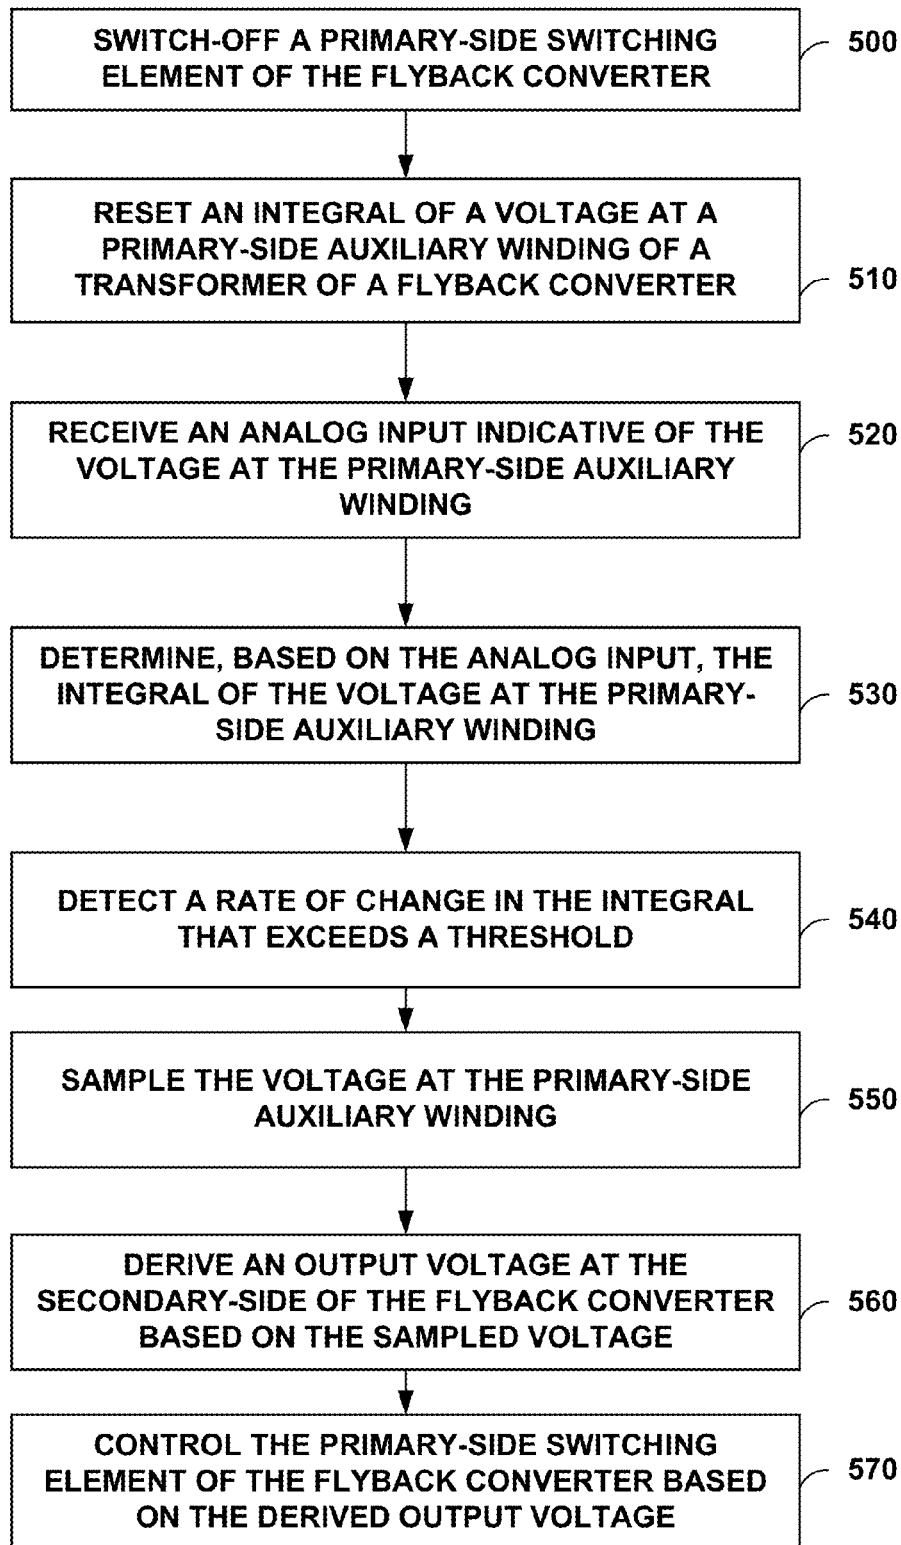 SWITCH-OFF A PRIMARY-SIDE SWITCHING
ELEMENT OF THE FLYBACK CONVERTER
500
RESET AN INTEGRAL OF A VOLTAGE AT A
PRIMARY-SIDE AUXILIARY WINDING OF A
TRANSFORMER OF A FLYBACK CONVERTER
510
RECEIVE AN ANALOG INPUT INDICATIVE OF THE
VOLTAGE AT THE PRIMARY-SIDE AUXILIARY
WINDING
520
DETERMINE, BASED ON THE ANALOG INPUT, THE
INTEGRAL OF THE VOLTAGE AT THE PRIMARY-
SIDE AUXILIARY WINDING
530
DETECT A RATE OF CHANGE IN THE INTEGRAL
THAT EXCEEDS A THRESHOLD
540
SAMPLE THE VOLTAGE AT THE PRIMARY-SIDE
AUXILIARY WINDING
550
DERIVE AN OUTPUT VOLTAGE AT THE
SECONDARY-SIDE OF THE FLYBACK CONVERTER
BASED ON THE SAMPLED VOLTAGE
560
CONTROL THE PRIMARY-SIDE SWITCHING
ELEMENT OF THE FLYBACK CONVERTER BASED
ON THE DERIVED OUTPUT VOLTAGE
570